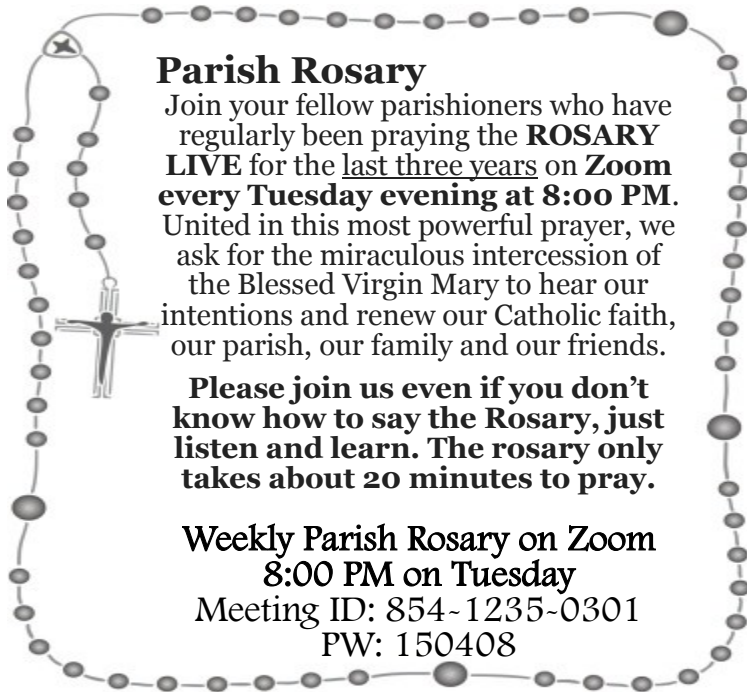 Parish Rosary
Join your fellow parishioners who have
regularly been praying the ROSARY
LIVE for the last three years on Zoom
every Tuesday evening at 8:00 PM.
United in this most powerful prayer, we
ask for the miraculous intercession of
the Blessed Virgin Mary to hear our
intentions and renew our Catholic faith,
our parish, our family and our friends.
Please join us even if you don’t
know how to say the Rosary, just
listen and learn. The rosary only
takes about 20 minutes to pray.
Weekly Parish Rosary on Zoom
8:00 PM on Tuesday
Meeting ID: 854-1235-0301
PW: 150408